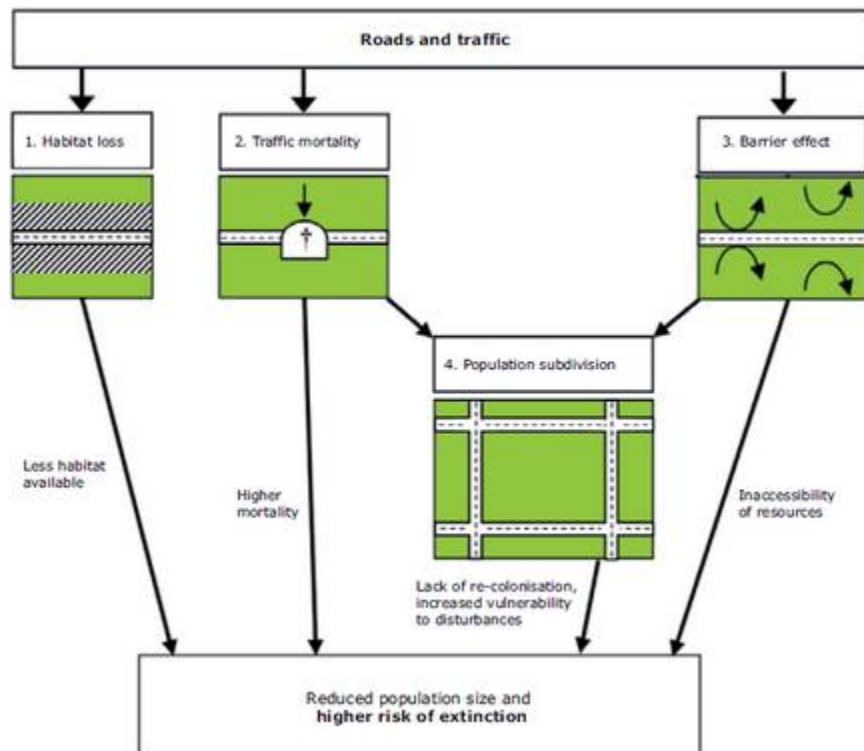 Roads and traffic
1. Habitat loss
2. Traffic mortality
3. Barrier effect
†
4. Population subdivision
Less habitat
available
Higher
mortality
Inaccessibility
of resources
Lack of re-colonisation,
increased vulnerability
to disturbances
Reduced population size and
higher risk of extinction